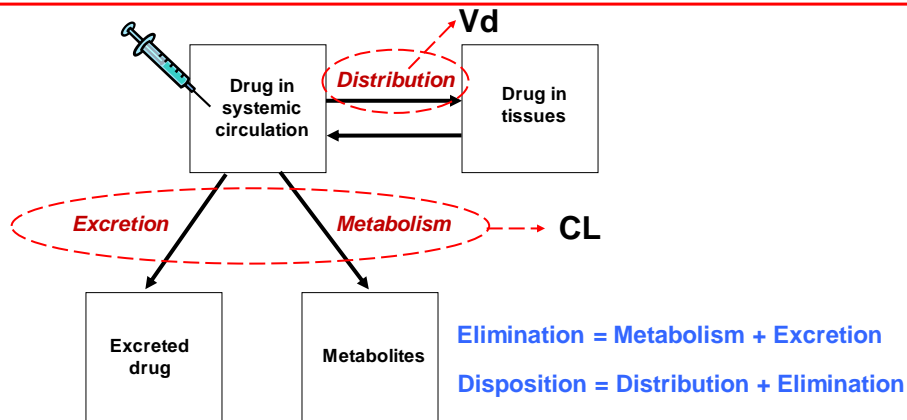 Vd
Drug in
systemic
circulation
Distribution
Drug in
tissues
Excretion
Metabolism
CL
Excreted
drug
Metabolites
Elimination = Metabolism + Excretion
Disposition = Distribution + Elimination